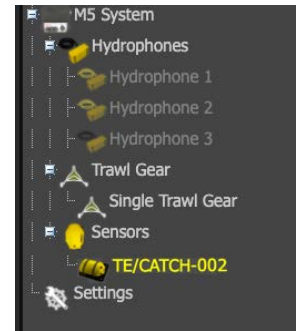 M5 System
Hydrophones
Hydrophone 1
Hydrophone 2
Hydrophone 3
Trawl Gear
Single Trawl Gear
Sensors
TE/CATCH-002
Settings